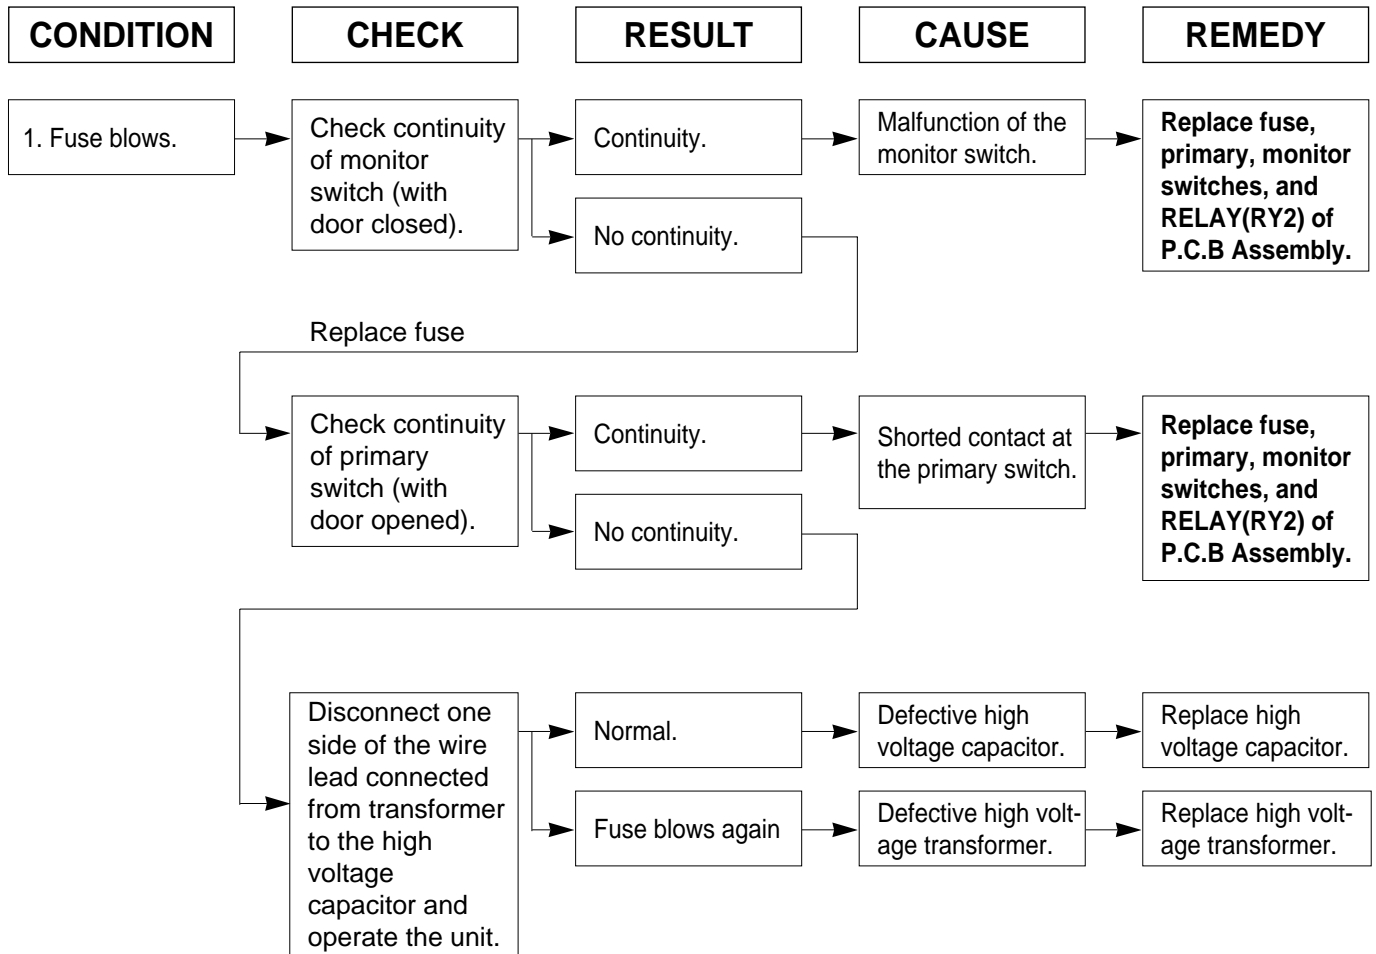 CONDITION
CHECK
RESULT
CAUSE
REMEDY
1. Fuse blows.
Check continuity
of monitor
switch (with
door closed).
Continuity.
Malfunction of the
monitor switch.
Replace fuse,
primary, monitor
switches, and
RELAY(RY2) of
P.C.B Assembly.
No continuity.
Replace fuse
Check continuity
of primary
switch (with
door opened).
Continuity.
Shorted contact at
the primary switch.
Replace fuse,
primary, monitor
switches, and
RELAY(RY2) of
P.C.B Assembly.
No continuity.
Disconnect one
side of the wire
lead connected
from transformer
to the high
voltage
capacitor and
operate the unit.
Normal.
Defective high
voltage capacitor.
Replace high
voltage capacitor.
Fuse blows again
Defective high volt-
age transformer.
Replace high volt-
age transformer.